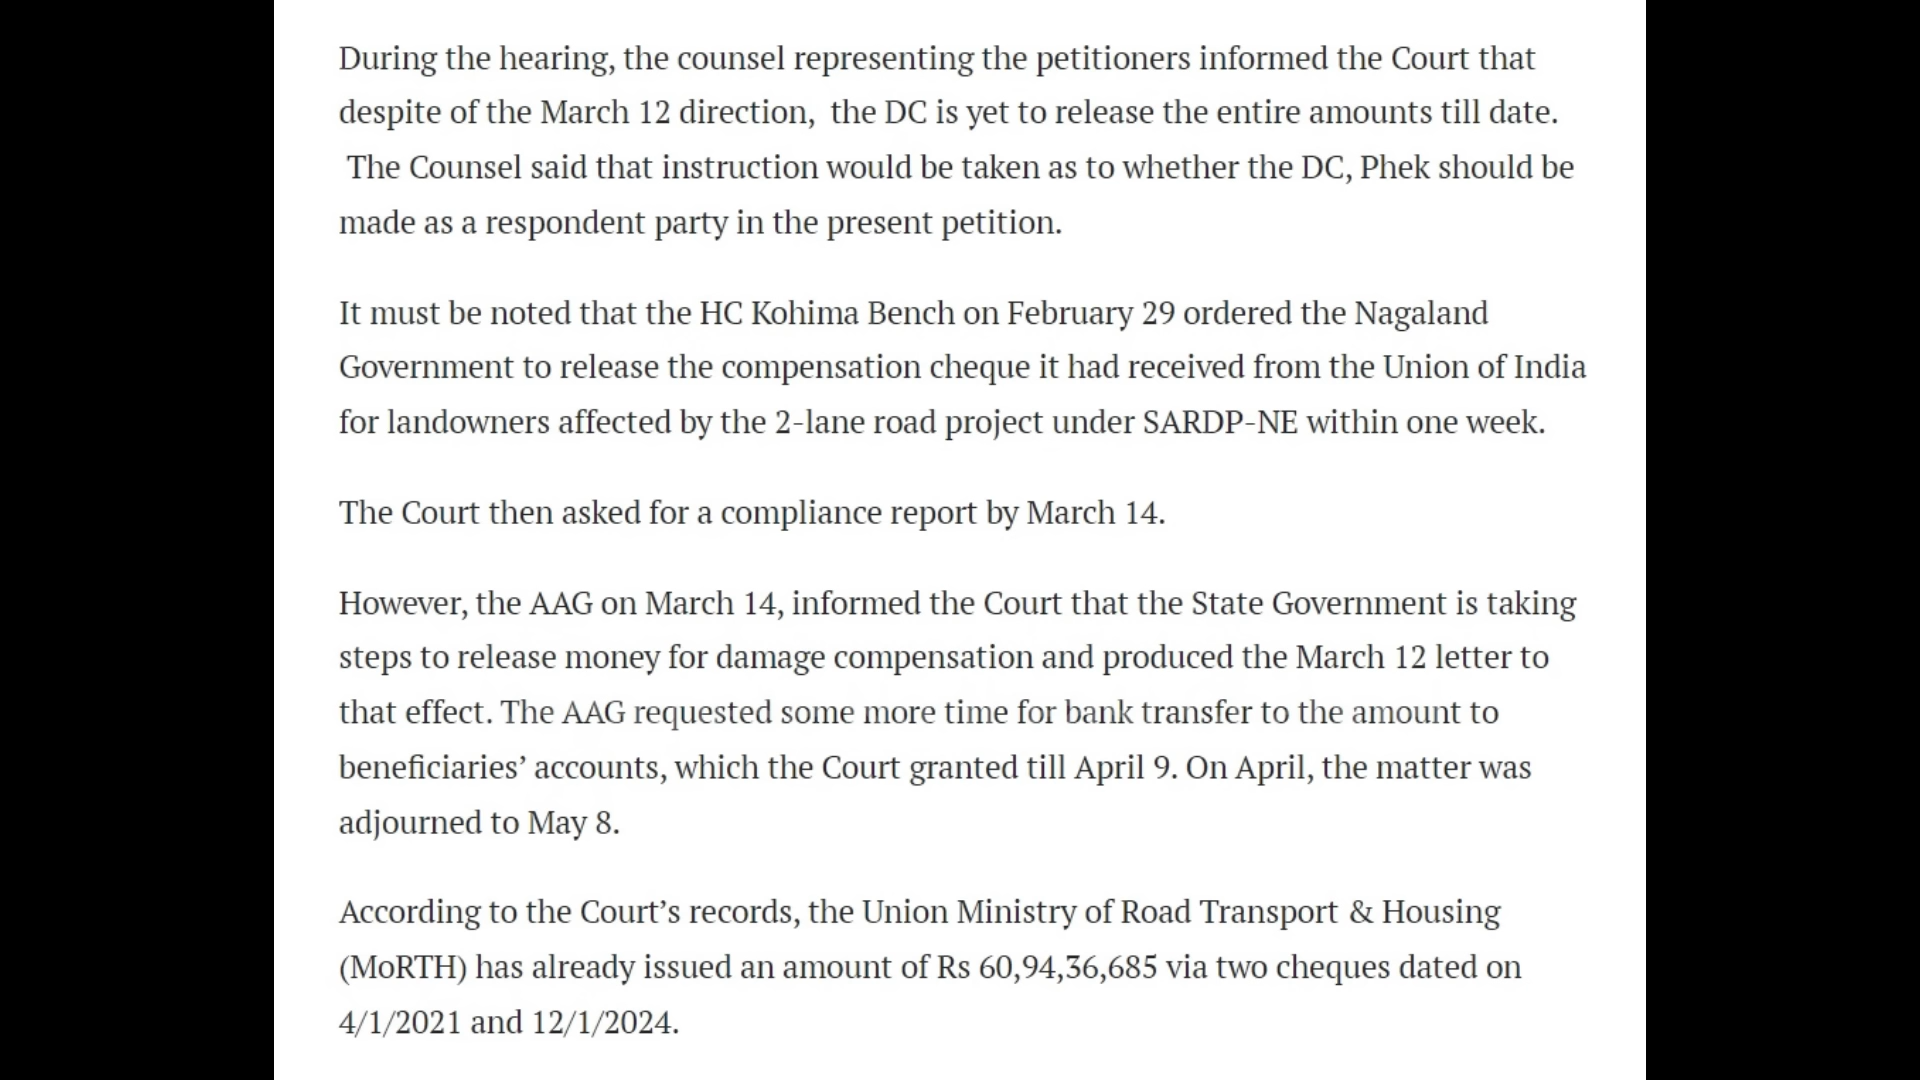 During the hearing, the counsel representing the petitioners informed the Court that
despite of the March 12 direction,  the DC is yet to release the entire amounts till date.
The Counsel said that instruction would be taken as to whether the DC, Phek should be
made as a respondent party in the present petition.
It must be noted that the HC Kohima Bench on February 29 ordered the Nagaland
Government to release the compensation cheque it had received from the Union of India
for landowners affected by the 2-lane road project under SARDP-NE within one week.
The Court then asked for a compliance report by March 14.
However, the AAG on March 14, informed the Court that the State Government is taking
steps to release money for damage compensation and produced the March 12 letter to
that effect. The AAG requested some more time for bank transfer to the amount to
beneficiaries’ accounts, which the Court granted till April 9. On April, the matter was
adjourned to May 8.
According to the Court’s records, the Union Ministry of Road Transport & Housing
(MoRTH) has already issued an amount of Rs 60,94,36,685 via two cheques dated on
4/1/2021 and 12/1/2024.